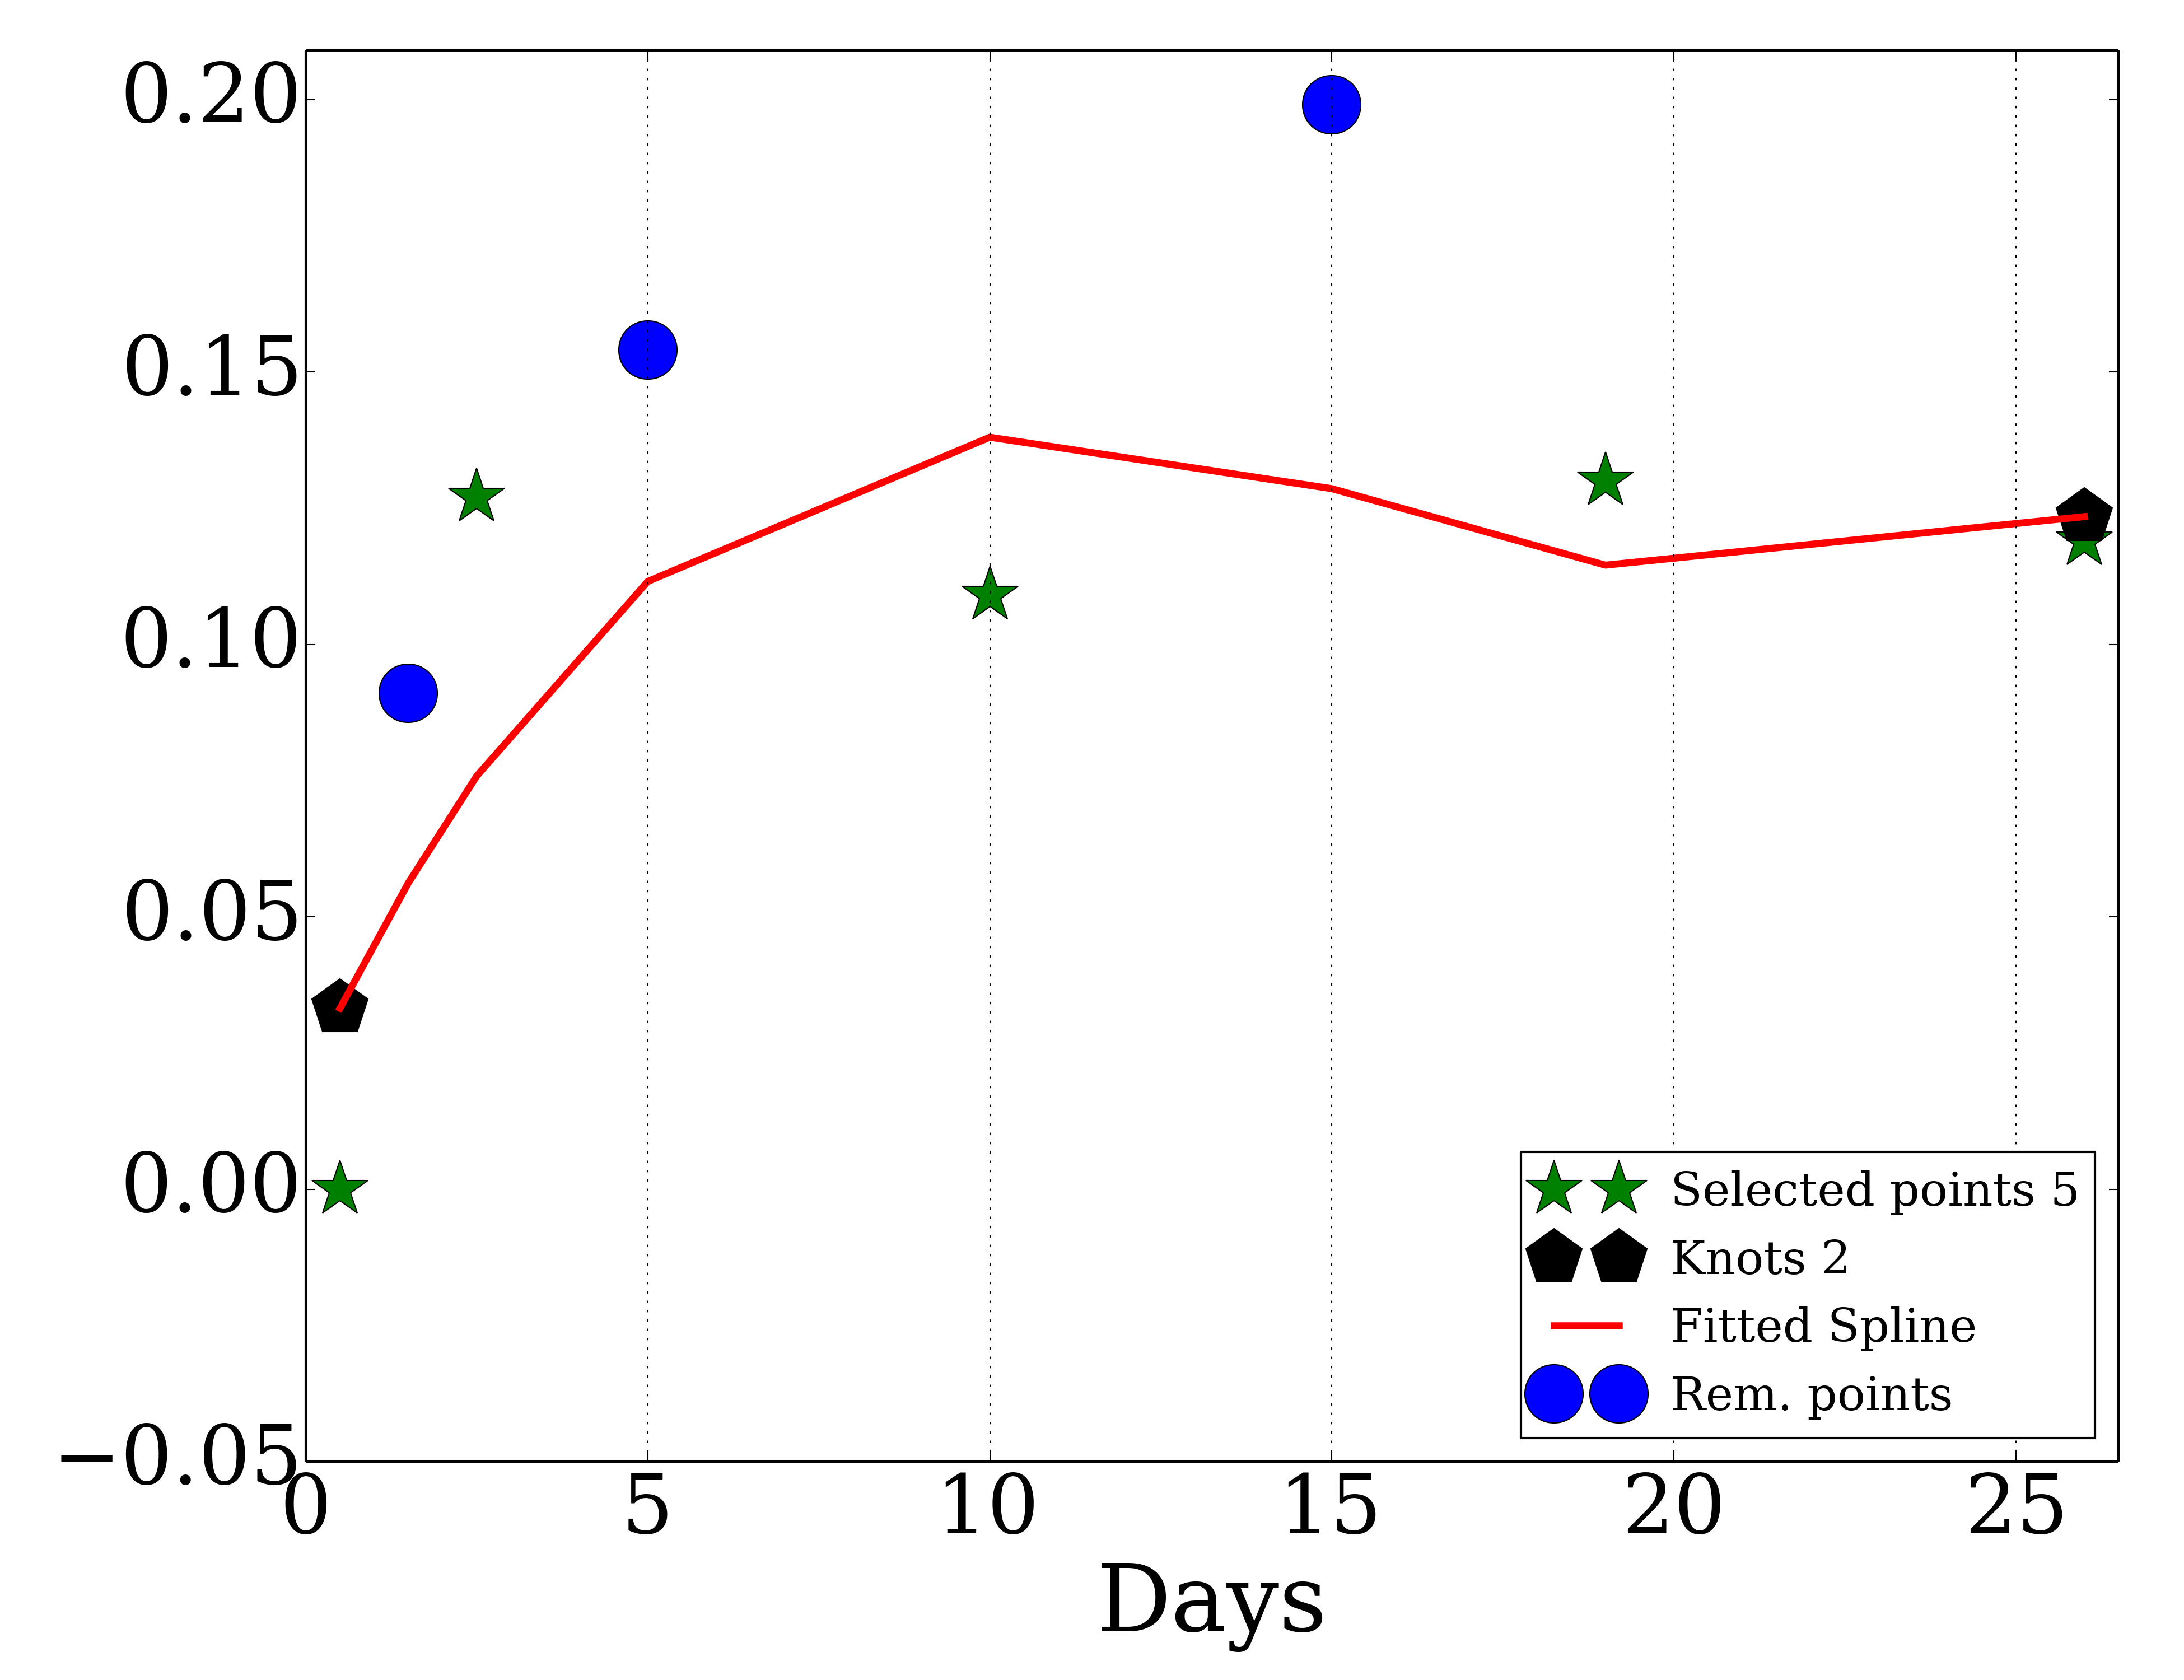 0.20
0.15
0.10
0.05
0.00
−0.05
0 5 10 15 20 25
Days
Selected points 5
Knots 2
Fitted Spline
Rem. points